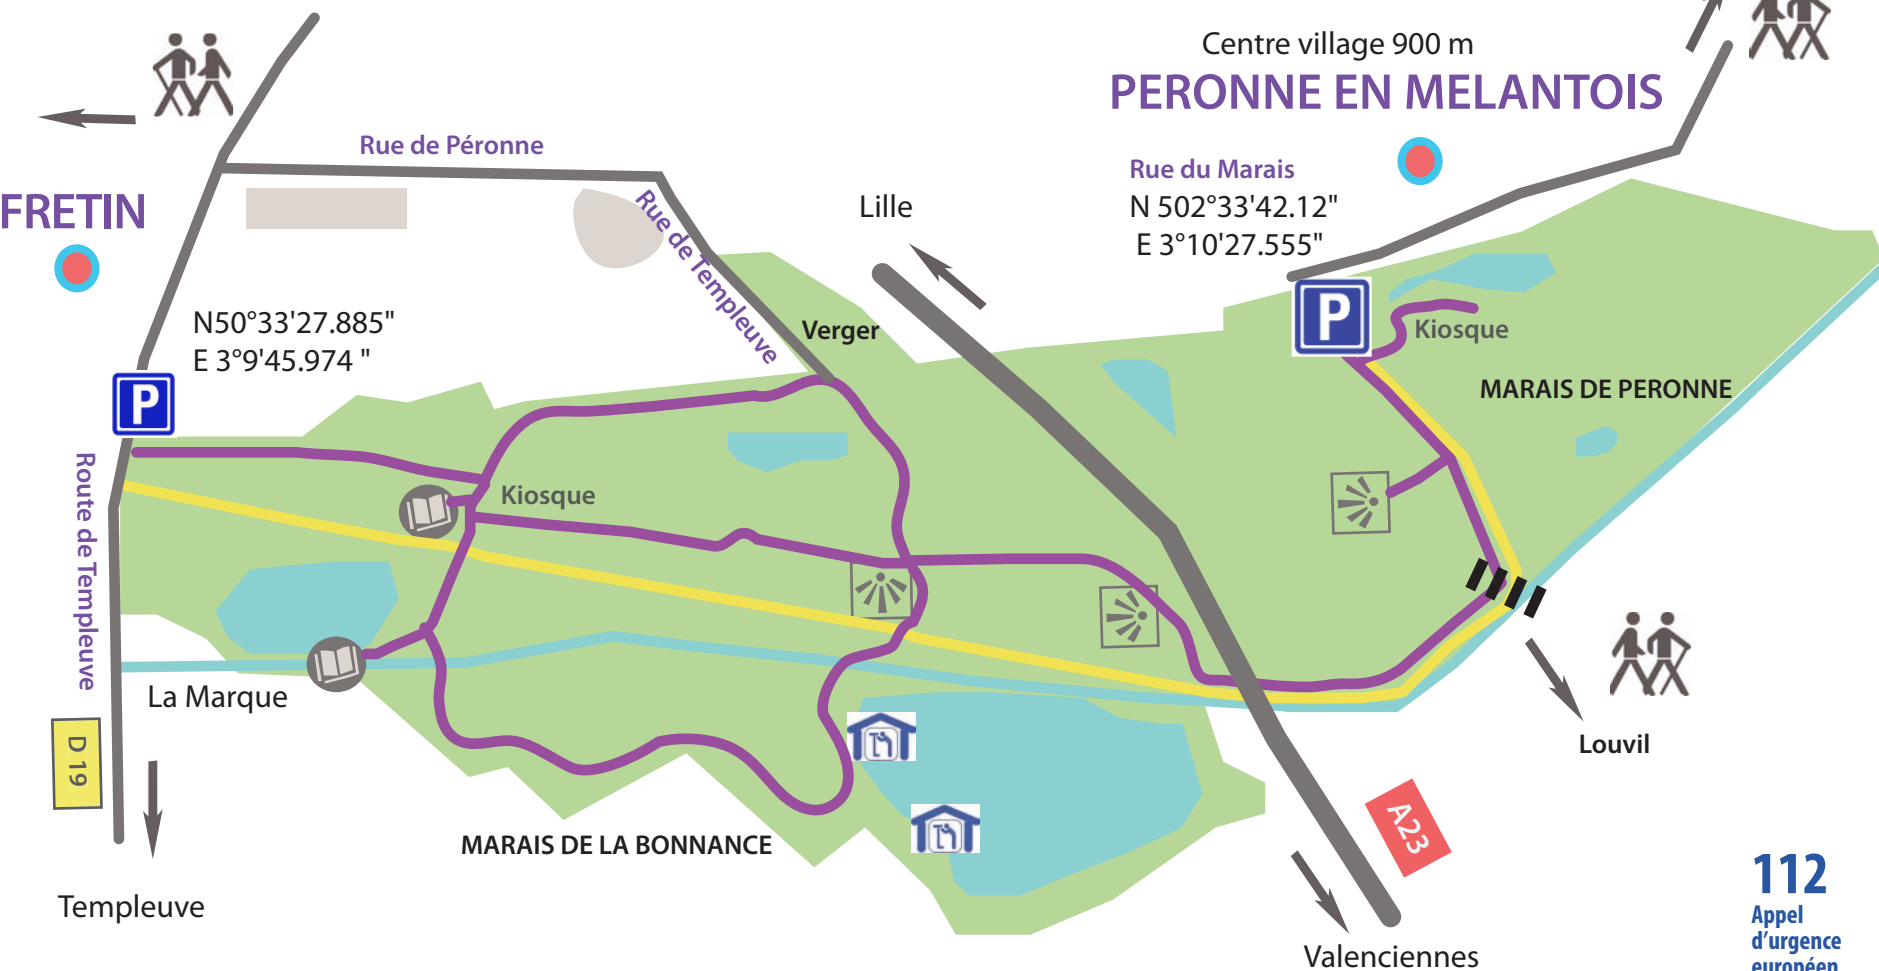 Centre village 900 m
PERONNE EN MELANTOIS
Rue de Péronne
Rue du Marais
N 502°33'42.12"
E 3°10'27.555"
FRETIN
Lille
Rue de Templeuve
N50°33'27.885"
E 3°9'45.974 "
Verger
P
Kiosque
P
MARAIS DE PERONNE
Route de Templeuve
Kiosque
La Marque
D 19
Louvil
A23
MARAIS DE LA BONNANCE
Templeuve
Valenciennes
112
Appel
d'urgence
européen